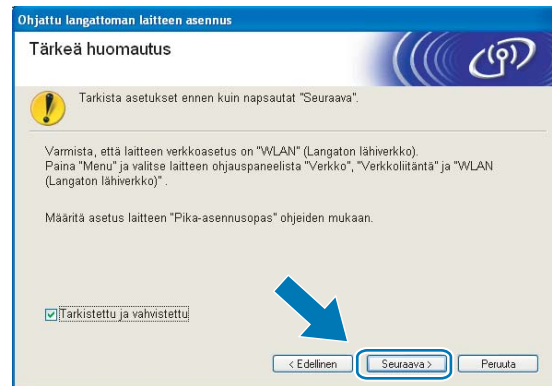 Ohjattu langattoman laitteen asennus
Tärkeä huomautus
Tarkista asetukset ennen kuin napsautat "Seuraava".
Varmista, että laitteen verkkoasetus on "WLAN" (Langaton lähiverkko).
Paina "Menu" ja valitse laitteen ohjauspaneelista "Verkko", "Verkkoliitäntä" ja "WLAN
(Langaton lähiverkko)" .
Määritä asetus laitteen "Pika-asennusopas" ohjeiden mukaan.
Tarkistettu ja vahvistettu
< Edellinen Seuraava > Peruuta